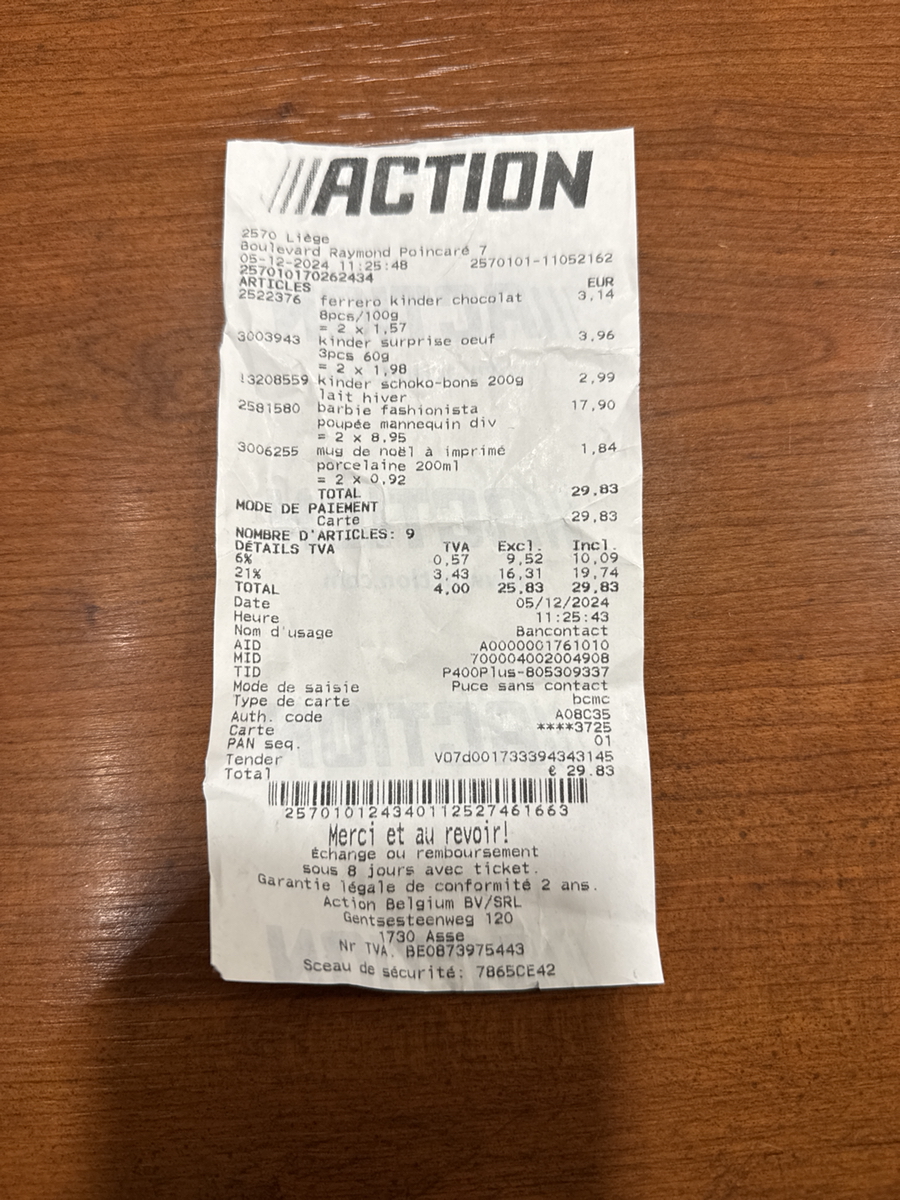 ///ACTION
2570 Liège
Boulevard Raymond Poincaré 7
05-12-2024 11:25:48 2570101-11052162
257010170262434
ARTICLES EUR
2522376 ferrero kinder chocolat 3,14
8pcs/100g
= 2 x 1,57
3003943 kinder surprise oeuf 3,96
3pcs 60g
= 2 x 1,98
13208559 kinder schoko-bons 200g 2,99
lait hiver
2581580 barbie fashionista 17,90
poupée mannequin div
= 2 x 8,95
3006255 mug de noël à imprimé 1,84
porcelaine 200ml
= 2 x 0,92
TOTAL 29,83
MODE DE PAIEMENT
Carte 29,83
NOMBRE D'ARTICLES: 9
DÉTAILS TVA TVA Excl. Incl.
6% 0,57 9,52 10,09
21% 3,43 16,31 19,74
TOTAL 4,00 25,83 29,83
Date 05/12/2024
Heure 11:25:43
Nom d'usage Bancontact
AID A0000001761010
MID 700004002004908
TID P400Plus-805309337
Mode de saisie Puce sans contact
Type de carte bcmc
Auth. code A08C35
Carte ****3725
PAN seq. 01
Tender V07d001733394343145
Total € 29.83
257010124340112527461663
Merci et au revoir!
Échange ou remboursement
sous 8 jours avec ticket.
Garantie légale de conformité 2 ans.
Action Belgium BV/SRL
Gentsesteenweg 120
1730 Asse
Nr TVA. BE0873975443
Sceau de sécurité: 7865CE42